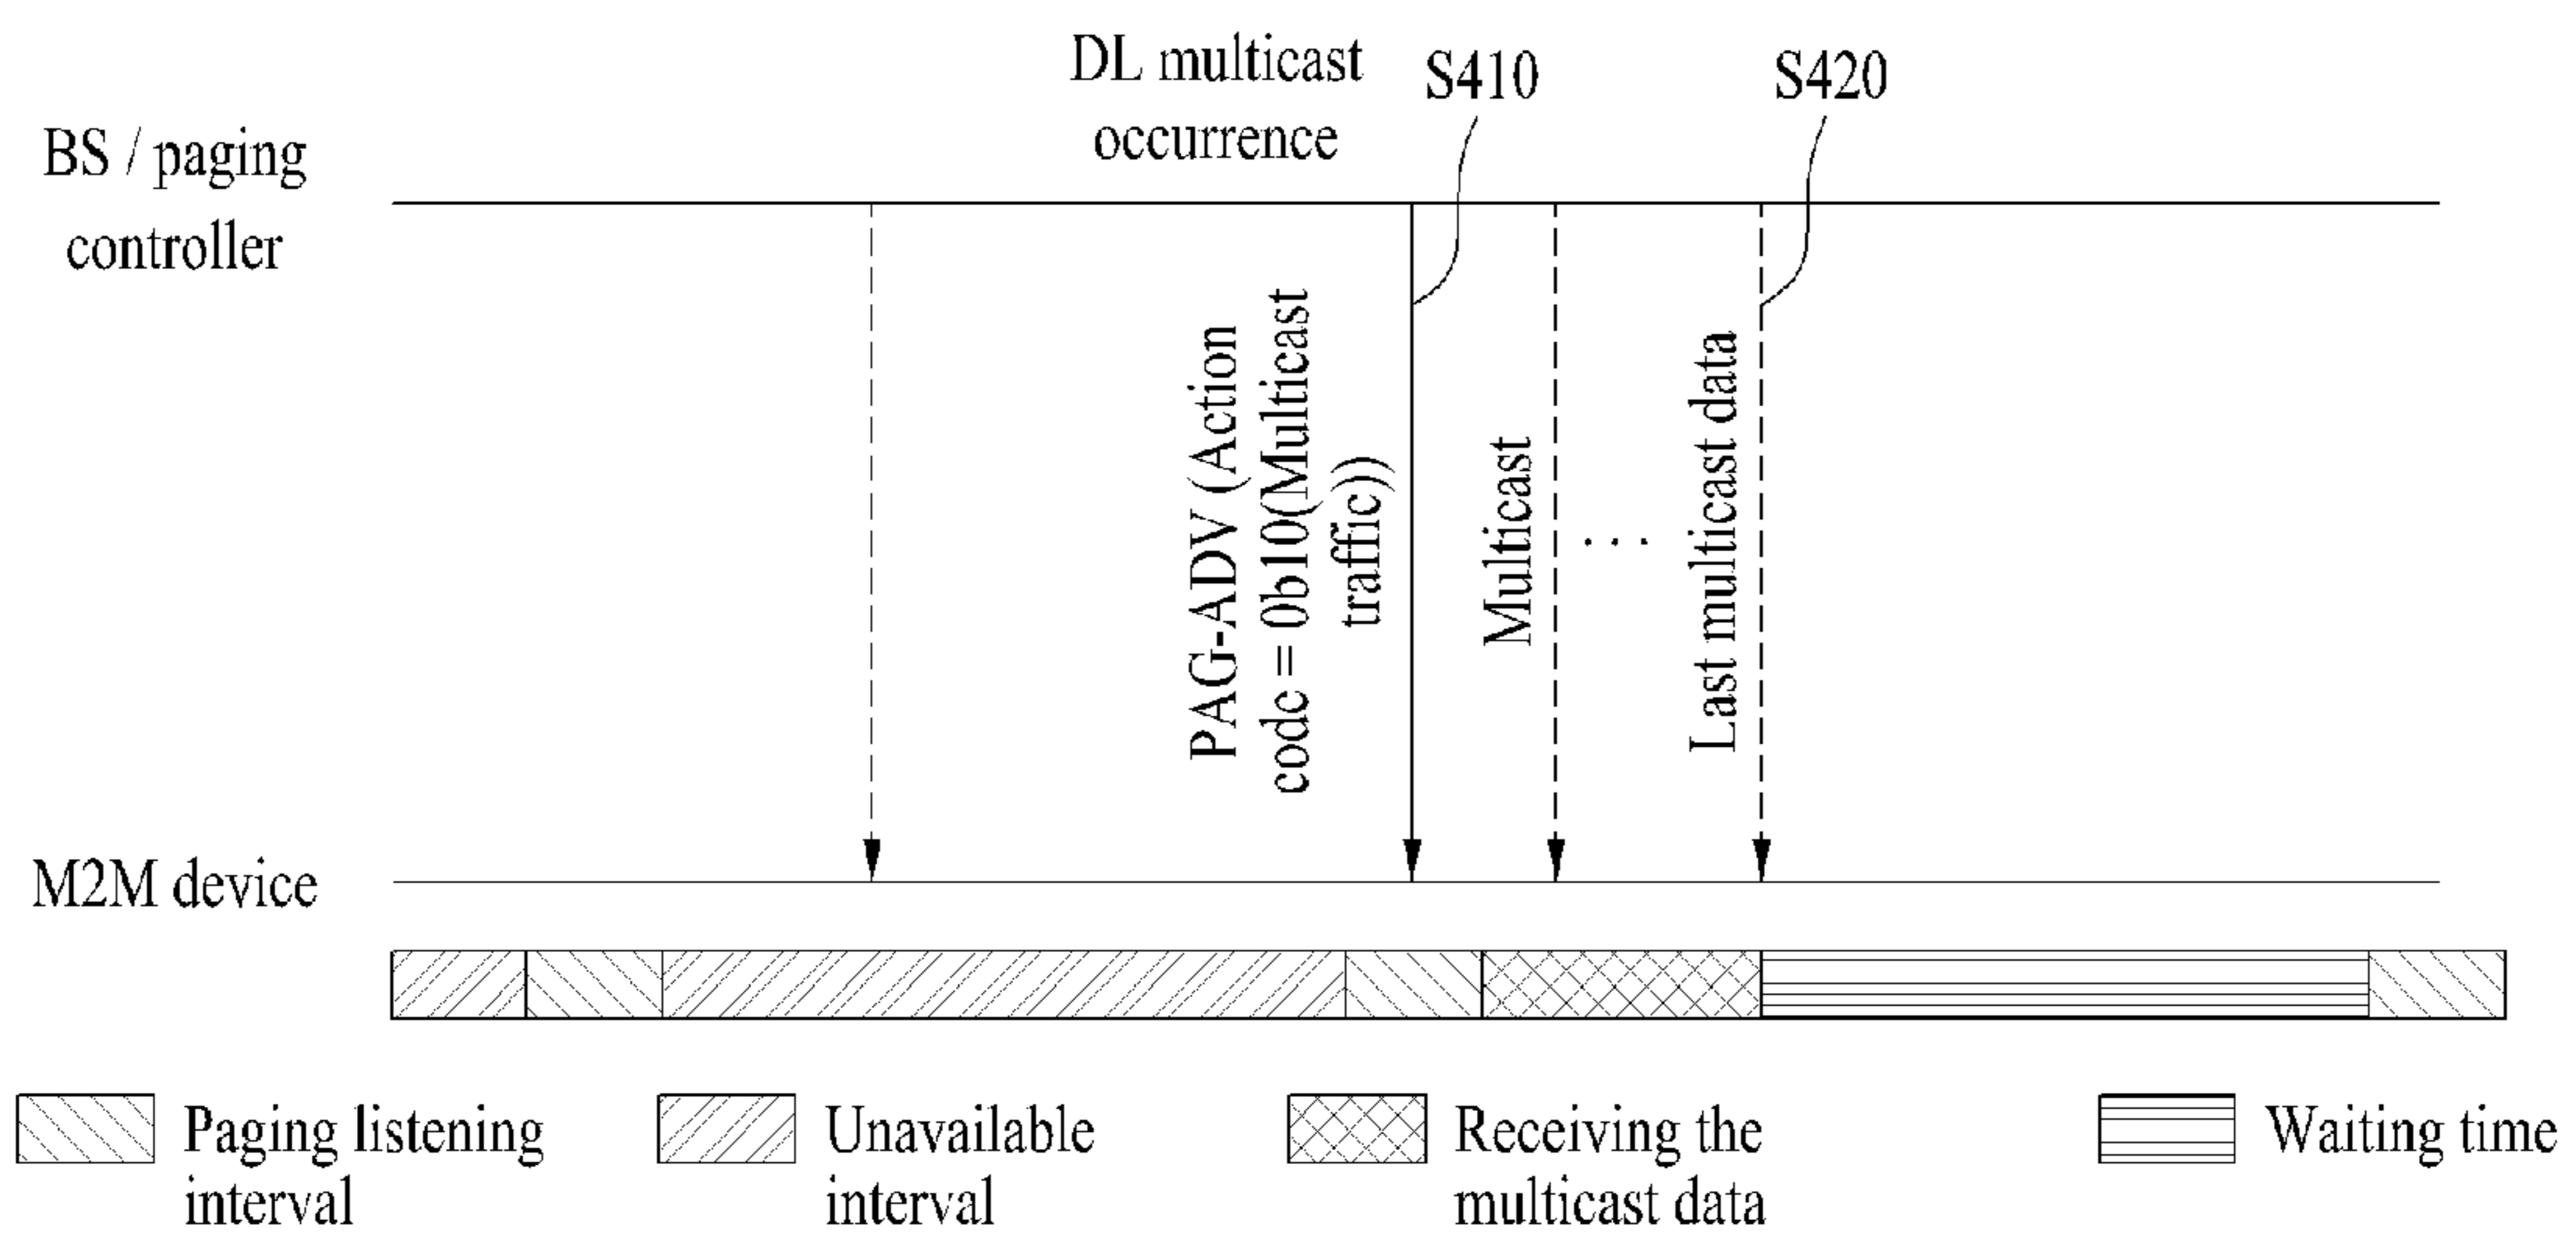 DL multicast
occurrence
S410
S420
BS / paging
controller
PAG-ADV (Action
codc = 0b10(Multicast
traffic))
Multicast
. . .
Last multicast data
M2M device
Paging listening
interval
Unavailable
interval
Receiving the
multicast data
Waiting time